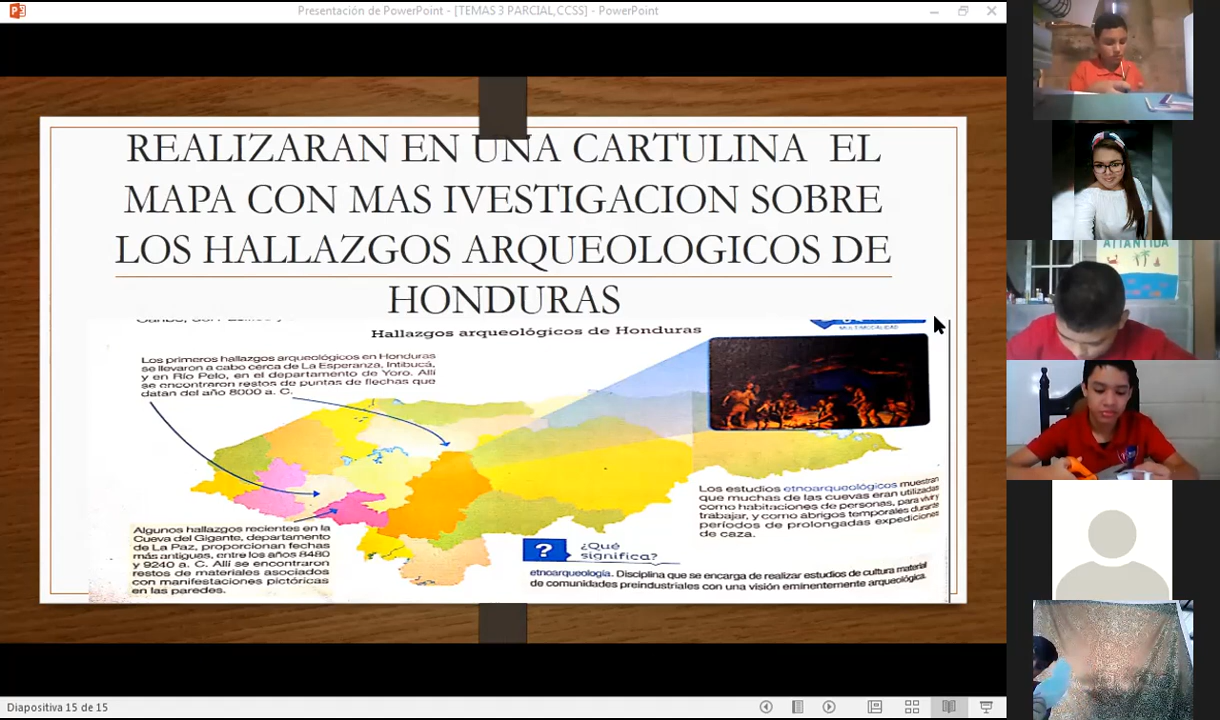 Presentación de PowerPoint - [TEMAS 3 PARCIAL,CCSS] - PowerPoint
REALIZARAN EN UNA CARTULINA EL
MAPA CON MAS IVESTIGACION SOBRE
LOS HALLAZGOS ARQUEOLOGICOS DE
HONDURAS
Hallazgos arqueológicos de Honduras
MULTIMODALIDAD
Los primeros hallazgos arqueológicos en Honduras
se llevaron a cabo cerca de La Esperanza, Intibucá,
y en Río Pelo, en el departamento de Yoro. Allí
se encontraron restos de puntas de flechas que
datan del año 8000 a. C.
Los estudios etnoarqueológicos muestran
que muchas de las cuevas eran utilizadas
como habitaciones de personas, para vivir y
trabajar, y como abrigos temporales durante
períodos de prolongadas expediciones
de caza.
Algunos hallazgos recientes en la
Cueva del Gigante, departamento
de La Paz, proporcionan fechas
más antiguas, entre los años 8480
y 9240 a. C. Allí se encontraron
restos de materiales asociados
con manifestaciones pictóricas
en las paredes.
?
¿Qué
significa?
etnoarqueología. Disciplina que se encarga de realizar estudios de cultura material
de comunidades preindustriales con una visión eminentemente arqueológica.
Diapositiva 15 de 15
ATLANTIDA